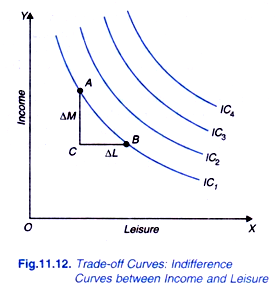 Y
Income
A
ΔM
C
ΔL
B
IC4
IC3
IC2
IC1
O
Leisure
X
Fig.11.12. Trade-off Curves: Indifference
Curves between Income and Leisure